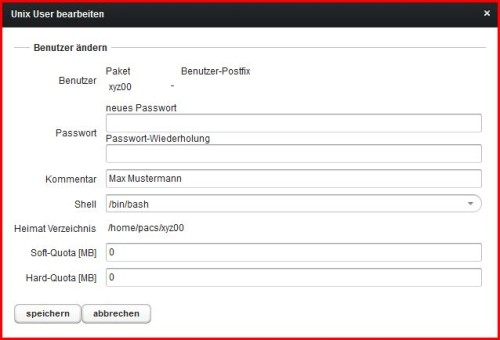 Unix User bearbeiten ×
Benutzer ändern
Paket Benutzer-Postfix
Benutzer xyz00 -
neues Passwort
Passwort
Passwort-Wiederholung
Kommentar Max Mustermann
Shell /bin/bash
Heimat Verzeichnis /home/pacs/xyz00
Soft-Quota [MB] 0
Hard-Quota [MB] 0
speichern abbrechen